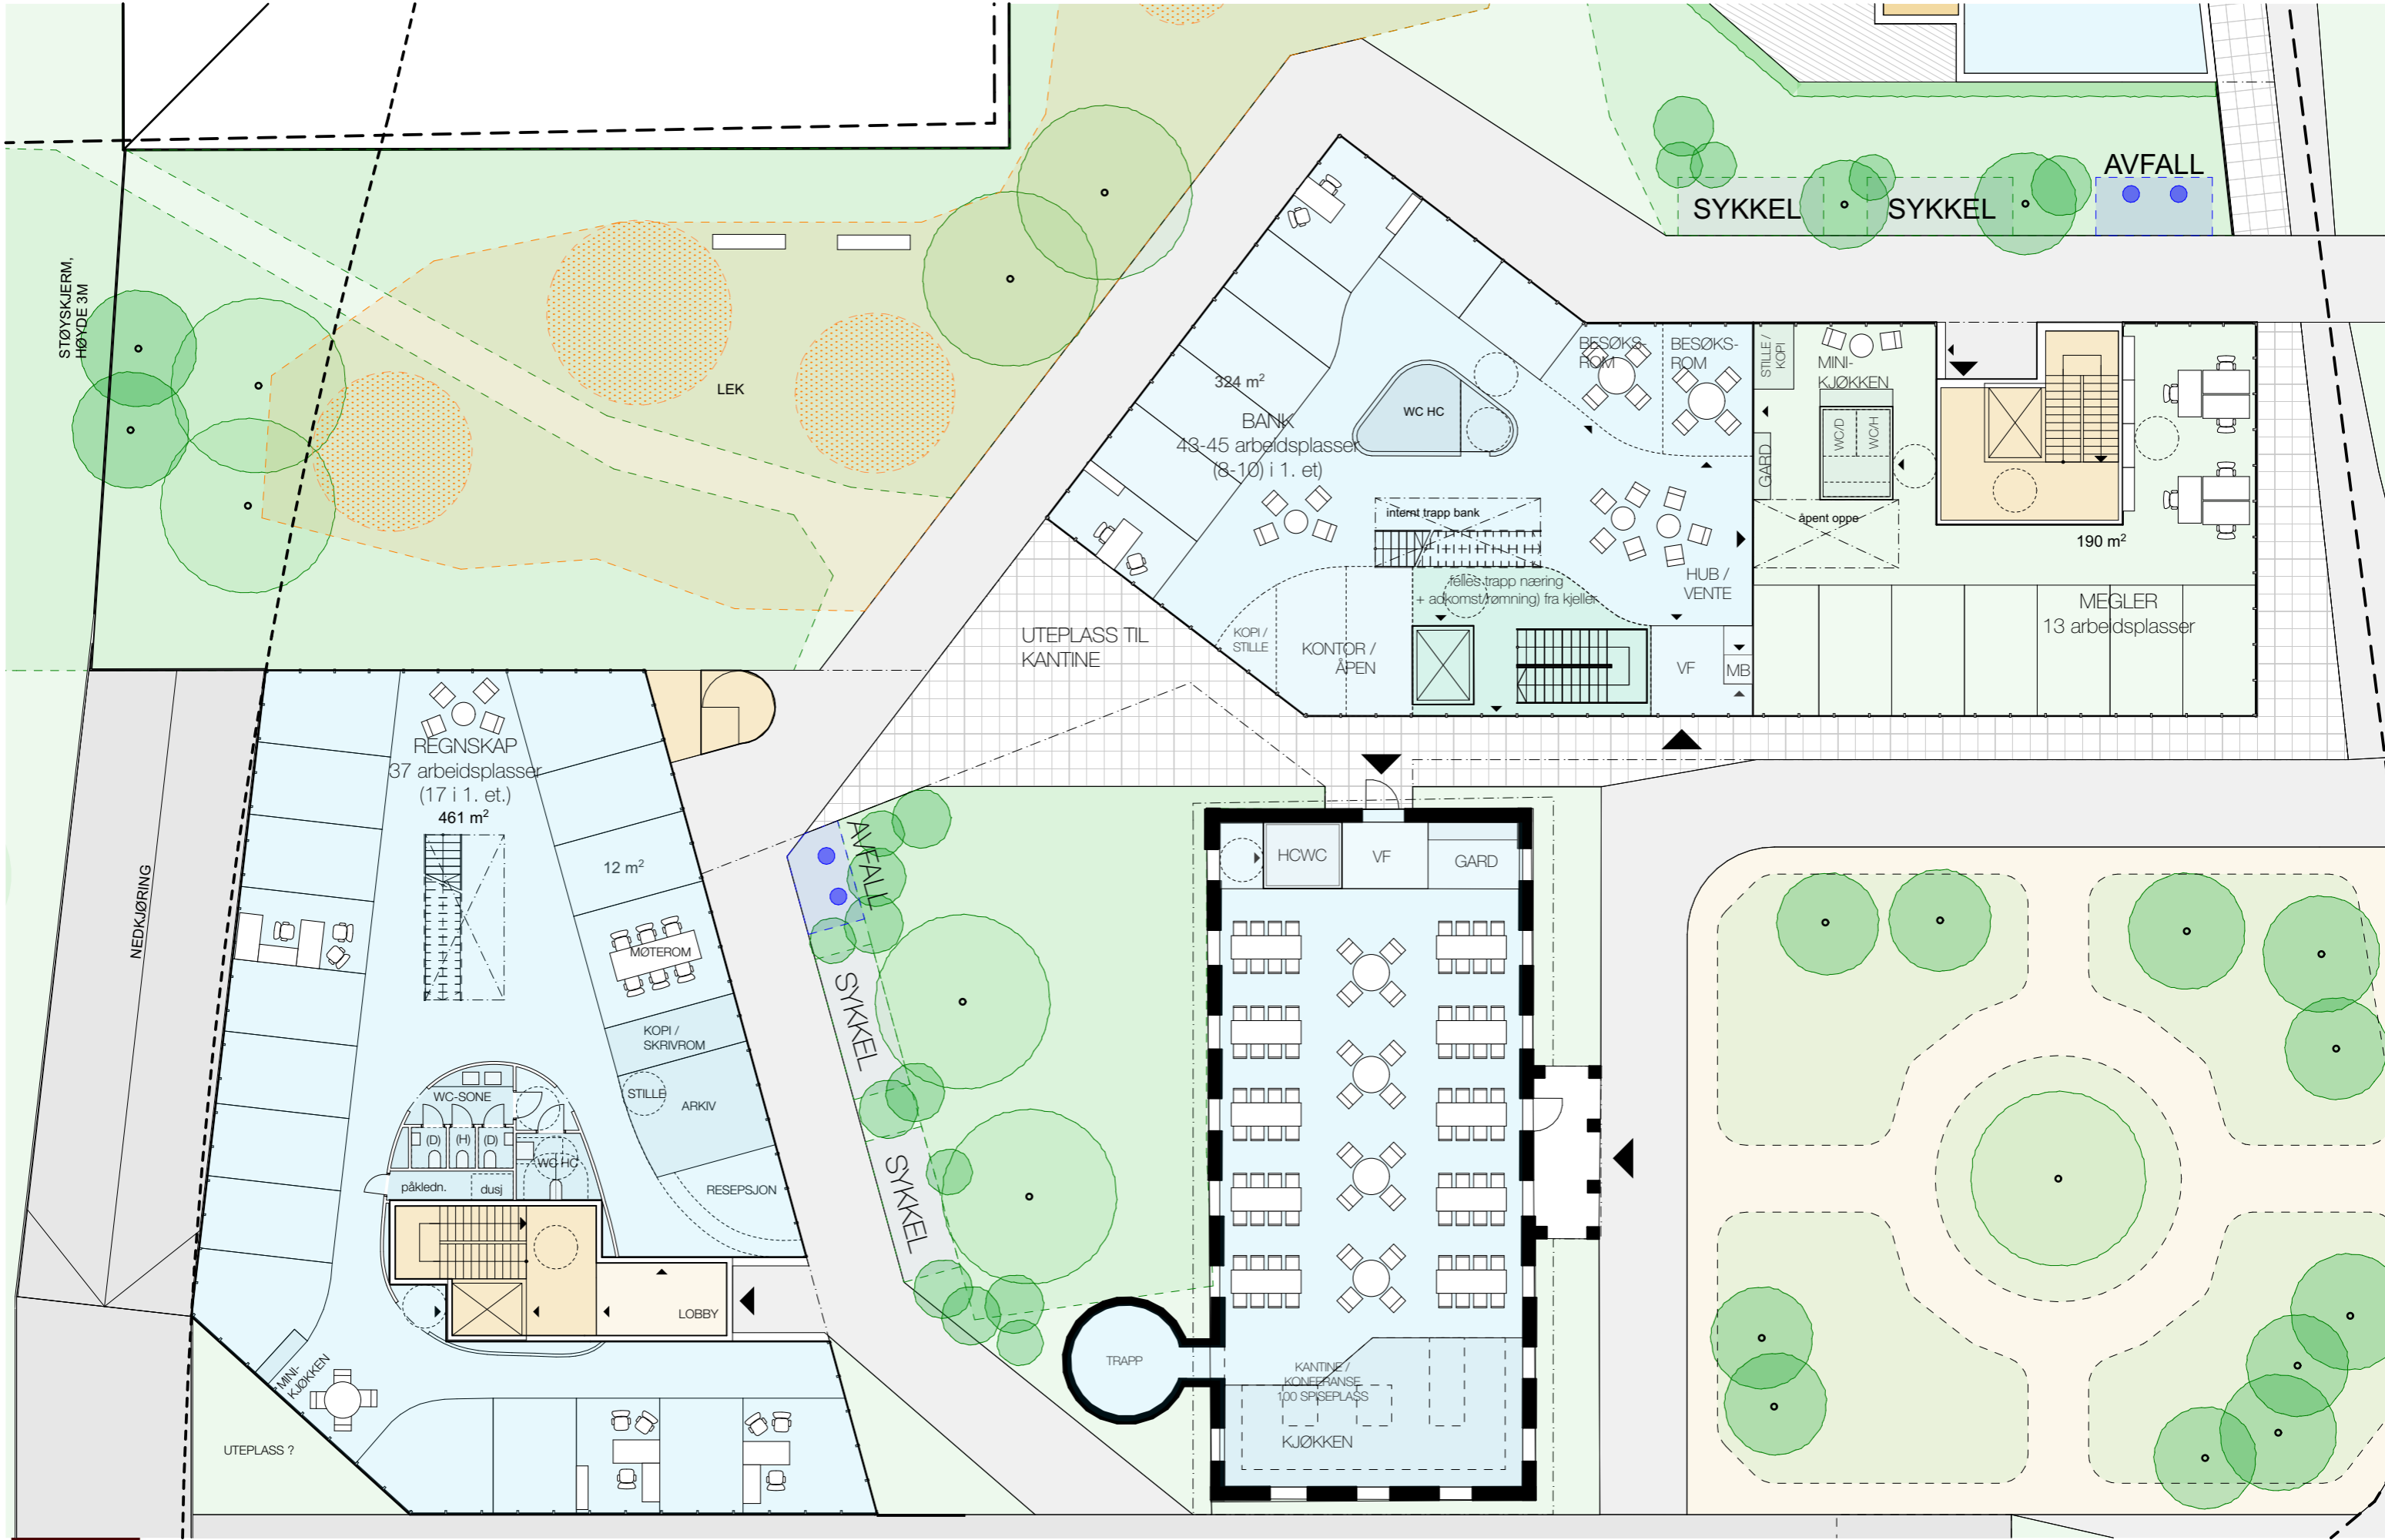 AVFALL
SYKKEL
SYKKEL
STØYSKJERM,
HØYDE 3M
LEK
324 m²
BANK
43-45 arbeidsplasser
(8-10) i 1. et)
WC HC
BESØKS-
ROM
BESØKS-
ROM
STILLE /
KOPI
MINI-
KJØKKEN
WC/D
WC/H
GARD
internt trapp bank
åpent oppe
190 m²
felles trapp næring
+ adkomst(rømning) fra kjeller
HUB /
VENTE
MEGLER
13 arbeidsplasser
UTEPLASS TIL
KANTINE
KOPI /
STILLE
KONTOR /
ÅPEN
VF
MB
REGNSKAP
37 arbeidsplasser
(17 i 1. et.)
461 m²
12 m²
NEDKJØRING
AVFALL
HCWC
VF
GARD
MØTEROM
SYKKEL
KOPI /
SKRIVROM
STILLE
ARKIV
WC-SONE
(D)
(H)
(D)
WC HC
påkledn.
dusj
RESEPSJON
SYKKEL
LOBBY
MINI-
KJØKKEN
TRAPP
KANTINE /
KONFERANSE
100 SPISEPLASS
KJØKKEN
UTEPLASS ?